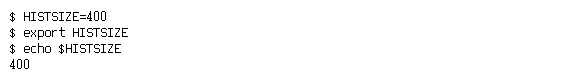 $ HISTSIZE=400
$ export HISTSIZE
$ echo $HISTSIZE
400